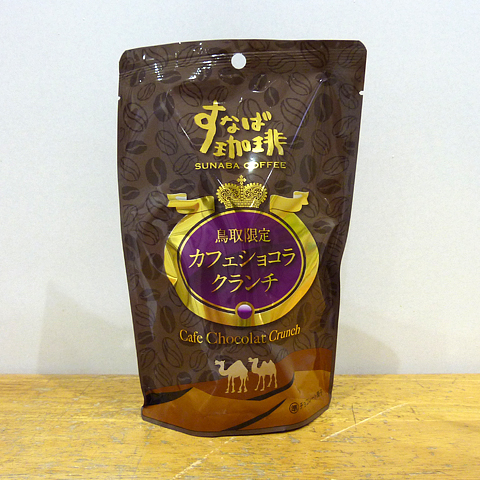 すなば
珈琲
SUNABA COFFEE
鳥取限定
カフェショコラ
クランチ
Cafe Chocolat Crunch